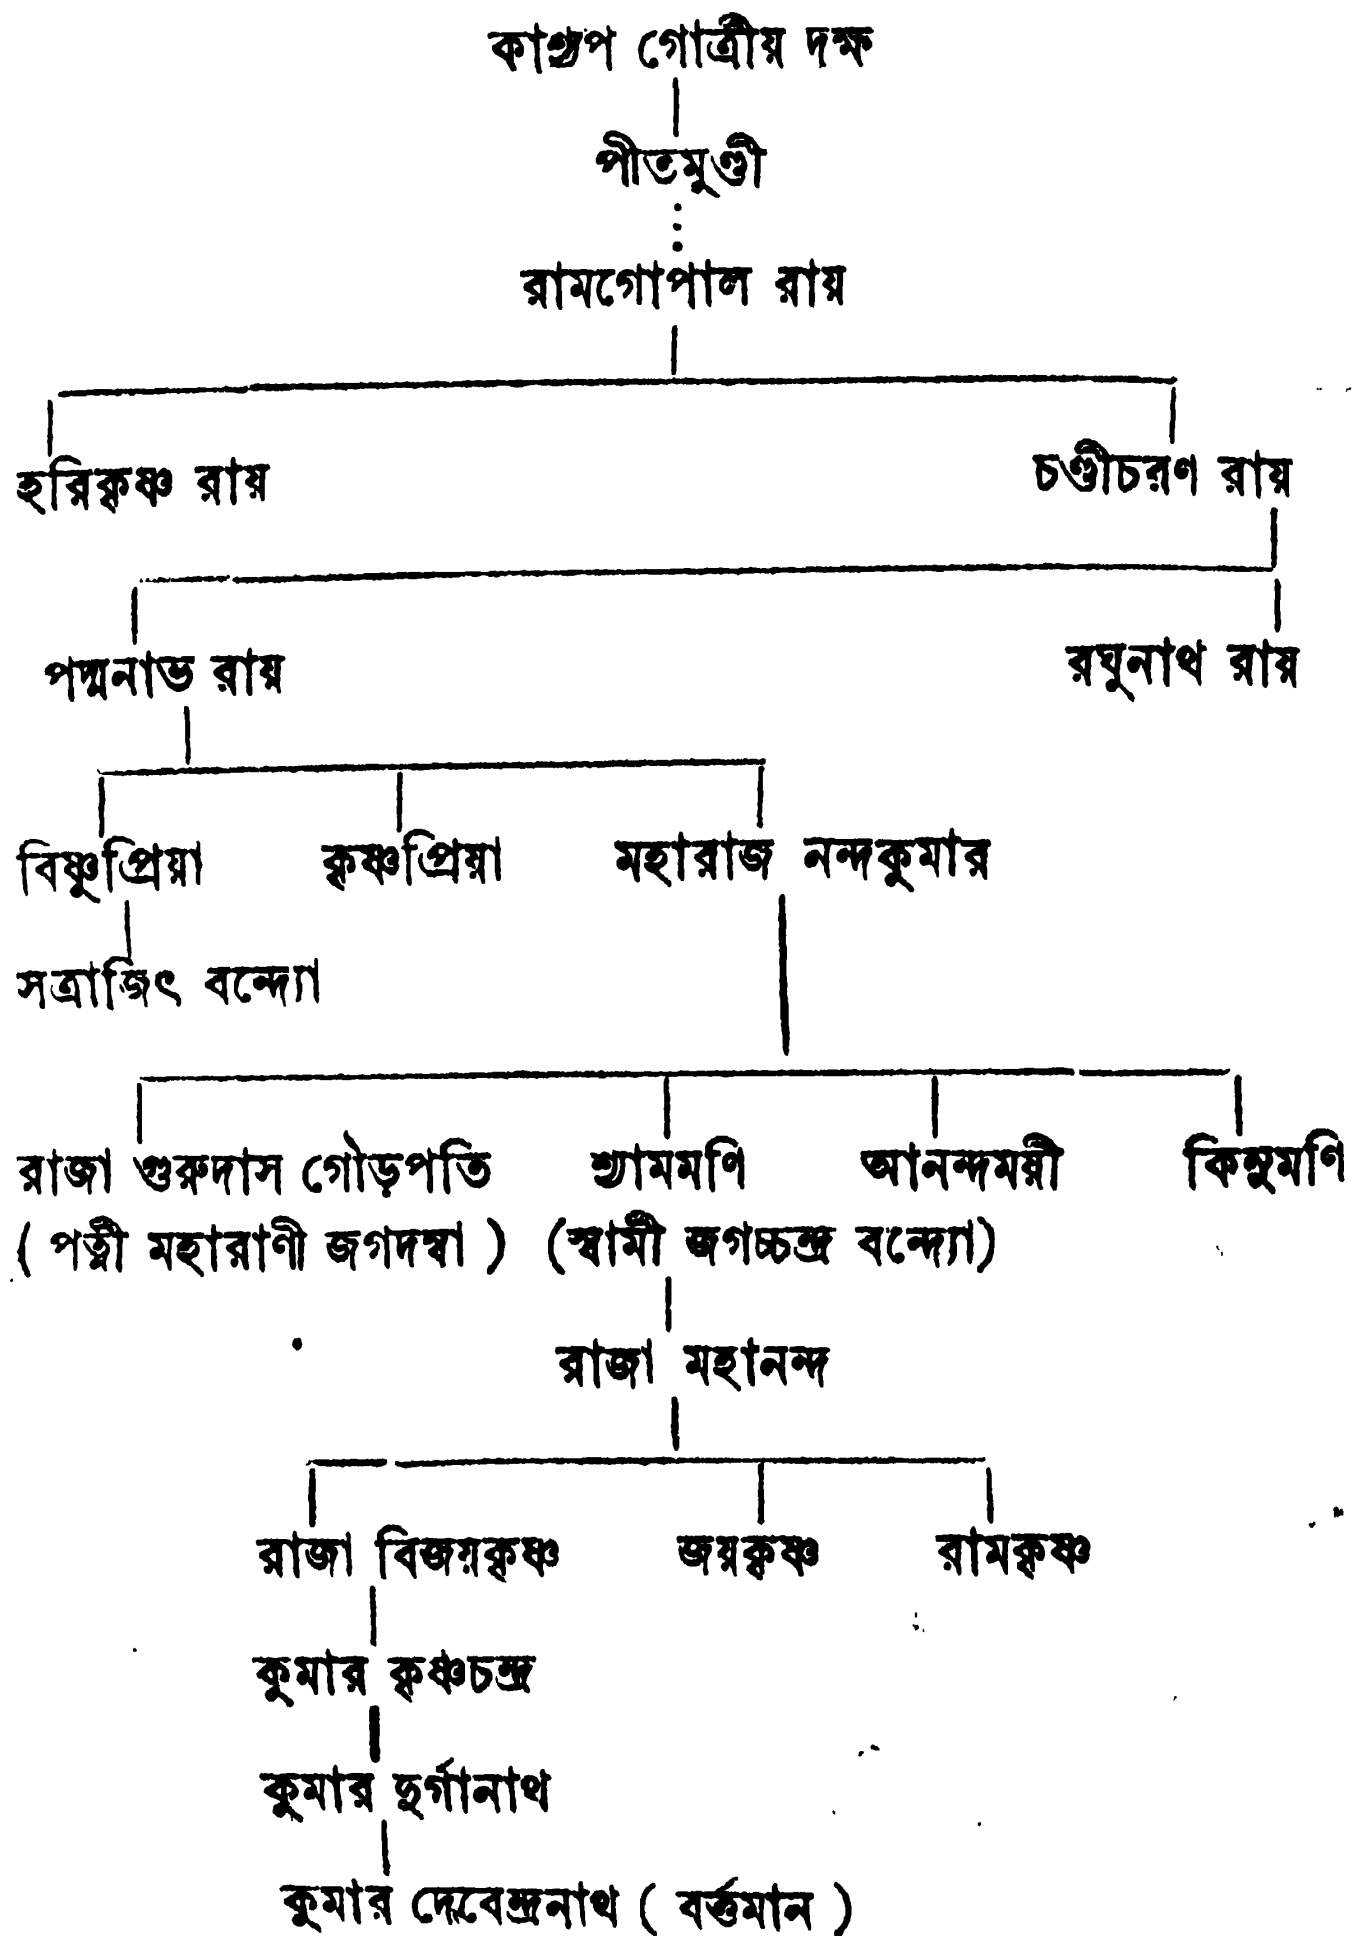 কাশ্যপ গোত্রীয় দক্ষ
পীতমুণ্ডী
রামগোপাল রায়
হরিকৃষ্ণ রায় চণ্ডীচরণ রায়
পদ্মনাভ রায় রঘুনাথ রায়
বিষ্ণুপ্রিয়া কৃষ্ণপ্রিয়া মহারাজ নন্দকুমার
সত্রাজিৎ বন্দ্যো
রাজা গুরুদাস গৌড়পতি শ্যামমণি আনন্দময়ী কিনুমণি
( পত্নী মহারাণী জগদম্বা ) (স্বামী জগচ্চন্দ্র বন্দ্যো)
রাজা মহানন্দ
রাজা বিজয়কৃষ্ণ জয়কৃষ্ণ রামকৃষ্ণ
কুমার কৃষ্ণচন্দ্র
কুমার দুর্গানাথ
কুমার দেবেন্দ্রনাথ ( বর্ত্তমান )